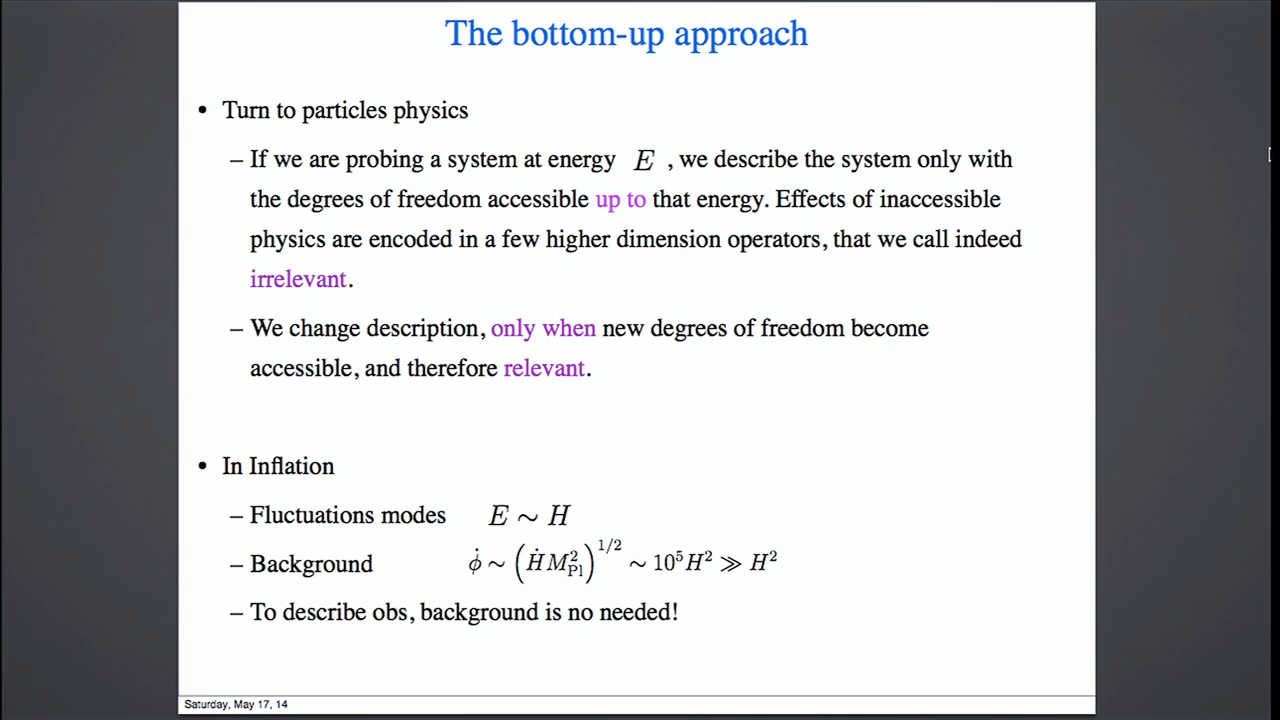 The bottom-up approach
• Turn to particles physics
– If we are probing a system at energy E , we describe the system only with
the degrees of freedom accessible up to that energy. Effects of inaccessible
physics are encoded in a few higher dimension operators, that we call indeed
irrelevant.
– We change description, only when new degrees of freedom become
accessible, and therefore relevant.
• In Inflation
– Fluctuations modes E ∼ H
– Background φ̇ ∼ (Ḣ M²_Pl)^1/2 ∼ 10⁵H² ≫ H²
– To describe obs, background is no needed!
Saturday, May 17, 14